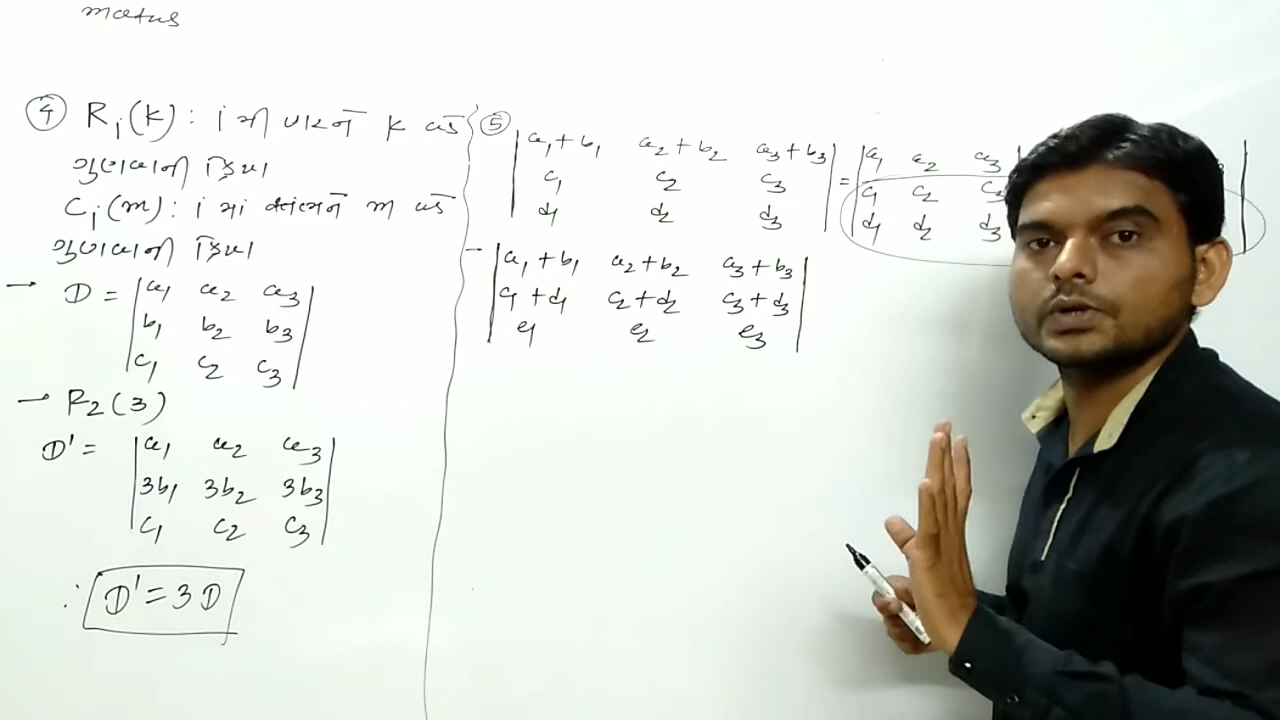 ④ Rᵢ(k) : i મી હારને k વડે
ગુણવાની ક્રિયા
Cᵢ(m) : i માં સ્તંભને m વડે
ગુણવાની ક્રિયા
→ D = | a₁ a₂ a₃ |
| b₁ b₂ b₃ |
| c₁ c₂ c₃ |
→ R₂(3)
D' = | a₁ a₂ a₃ |
| 3b₁ 3b₂ 3b₃ |
| c₁ c₂ c₃ |
∴ D' = 3D
⑤ | a₁ + b₁ a₂ + b₂ a₃ + b₃ | = | a₁ a₂ a₃ |
| c₁ c₂ c₃ | | c₁ c₂ c₃ |
| d₁ d₂ d₃ | | d₁ d₂ d₃ |
- | a₁ + b₁ a₂ + b₂ a₃ + b₃ |
| c₁ + d₁ c₂ + d₂ c₃ + d₃ |
| e₁ e₂ e₃ |